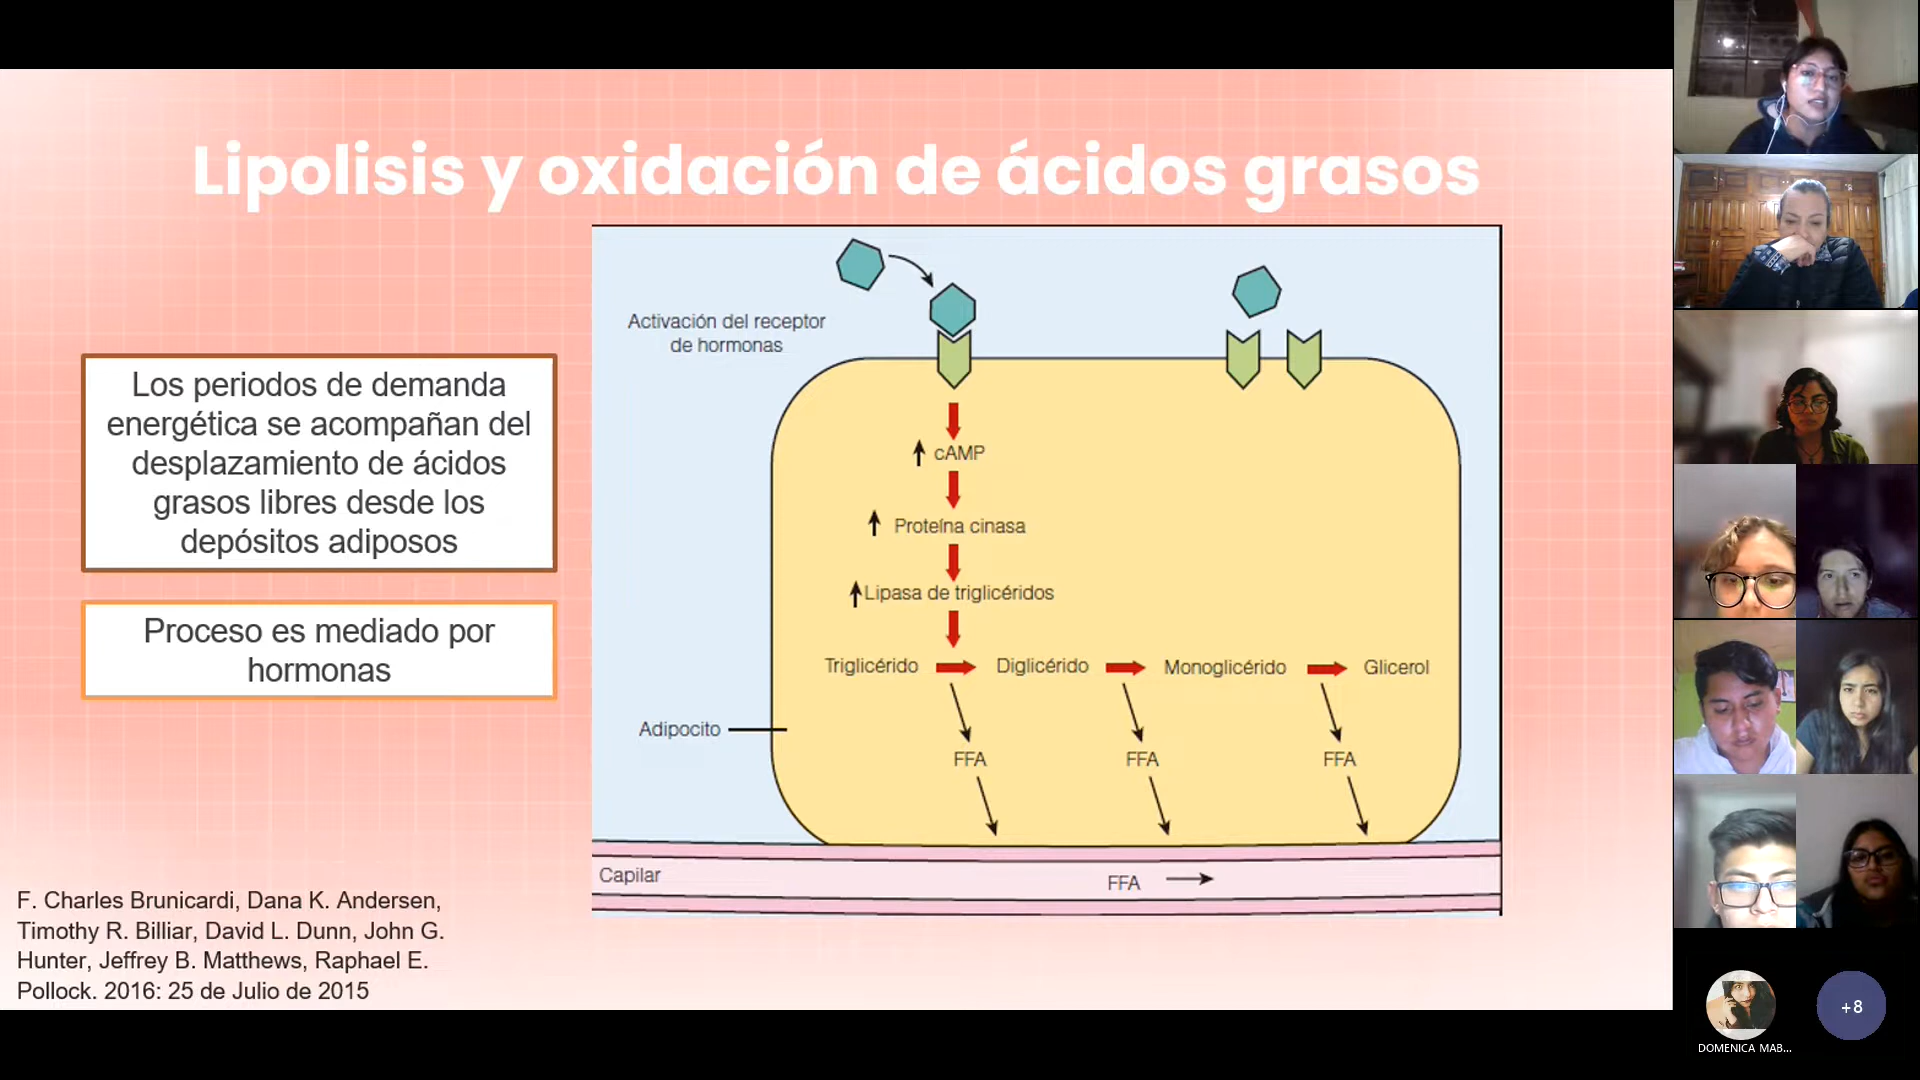 Lipolisis y oxidación de ácidos grasos
Los periodos de demanda
energética se acompañan del
desplazamiento de ácidos
grasos libres desde los
depósitos adiposos
Proceso es mediado por
hormonas
Activación del receptor
de hormonas
cAMP
Proteína cinasa
Lipasa de triglicéridos
Triglicérido
Diglicérido
Monoglicérido
Glicerol
Adipocito
FFA
FFA
FFA
Capilar
FFA
F. Charles Brunicardi, Dana K. Andersen,
Timothy R. Billiar, David L. Dunn, John G.
Hunter, Jeffrey B. Matthews, Raphael E.
Pollock. 2016: 25 de Julio de 2015
+8
DOMENICA MAB...